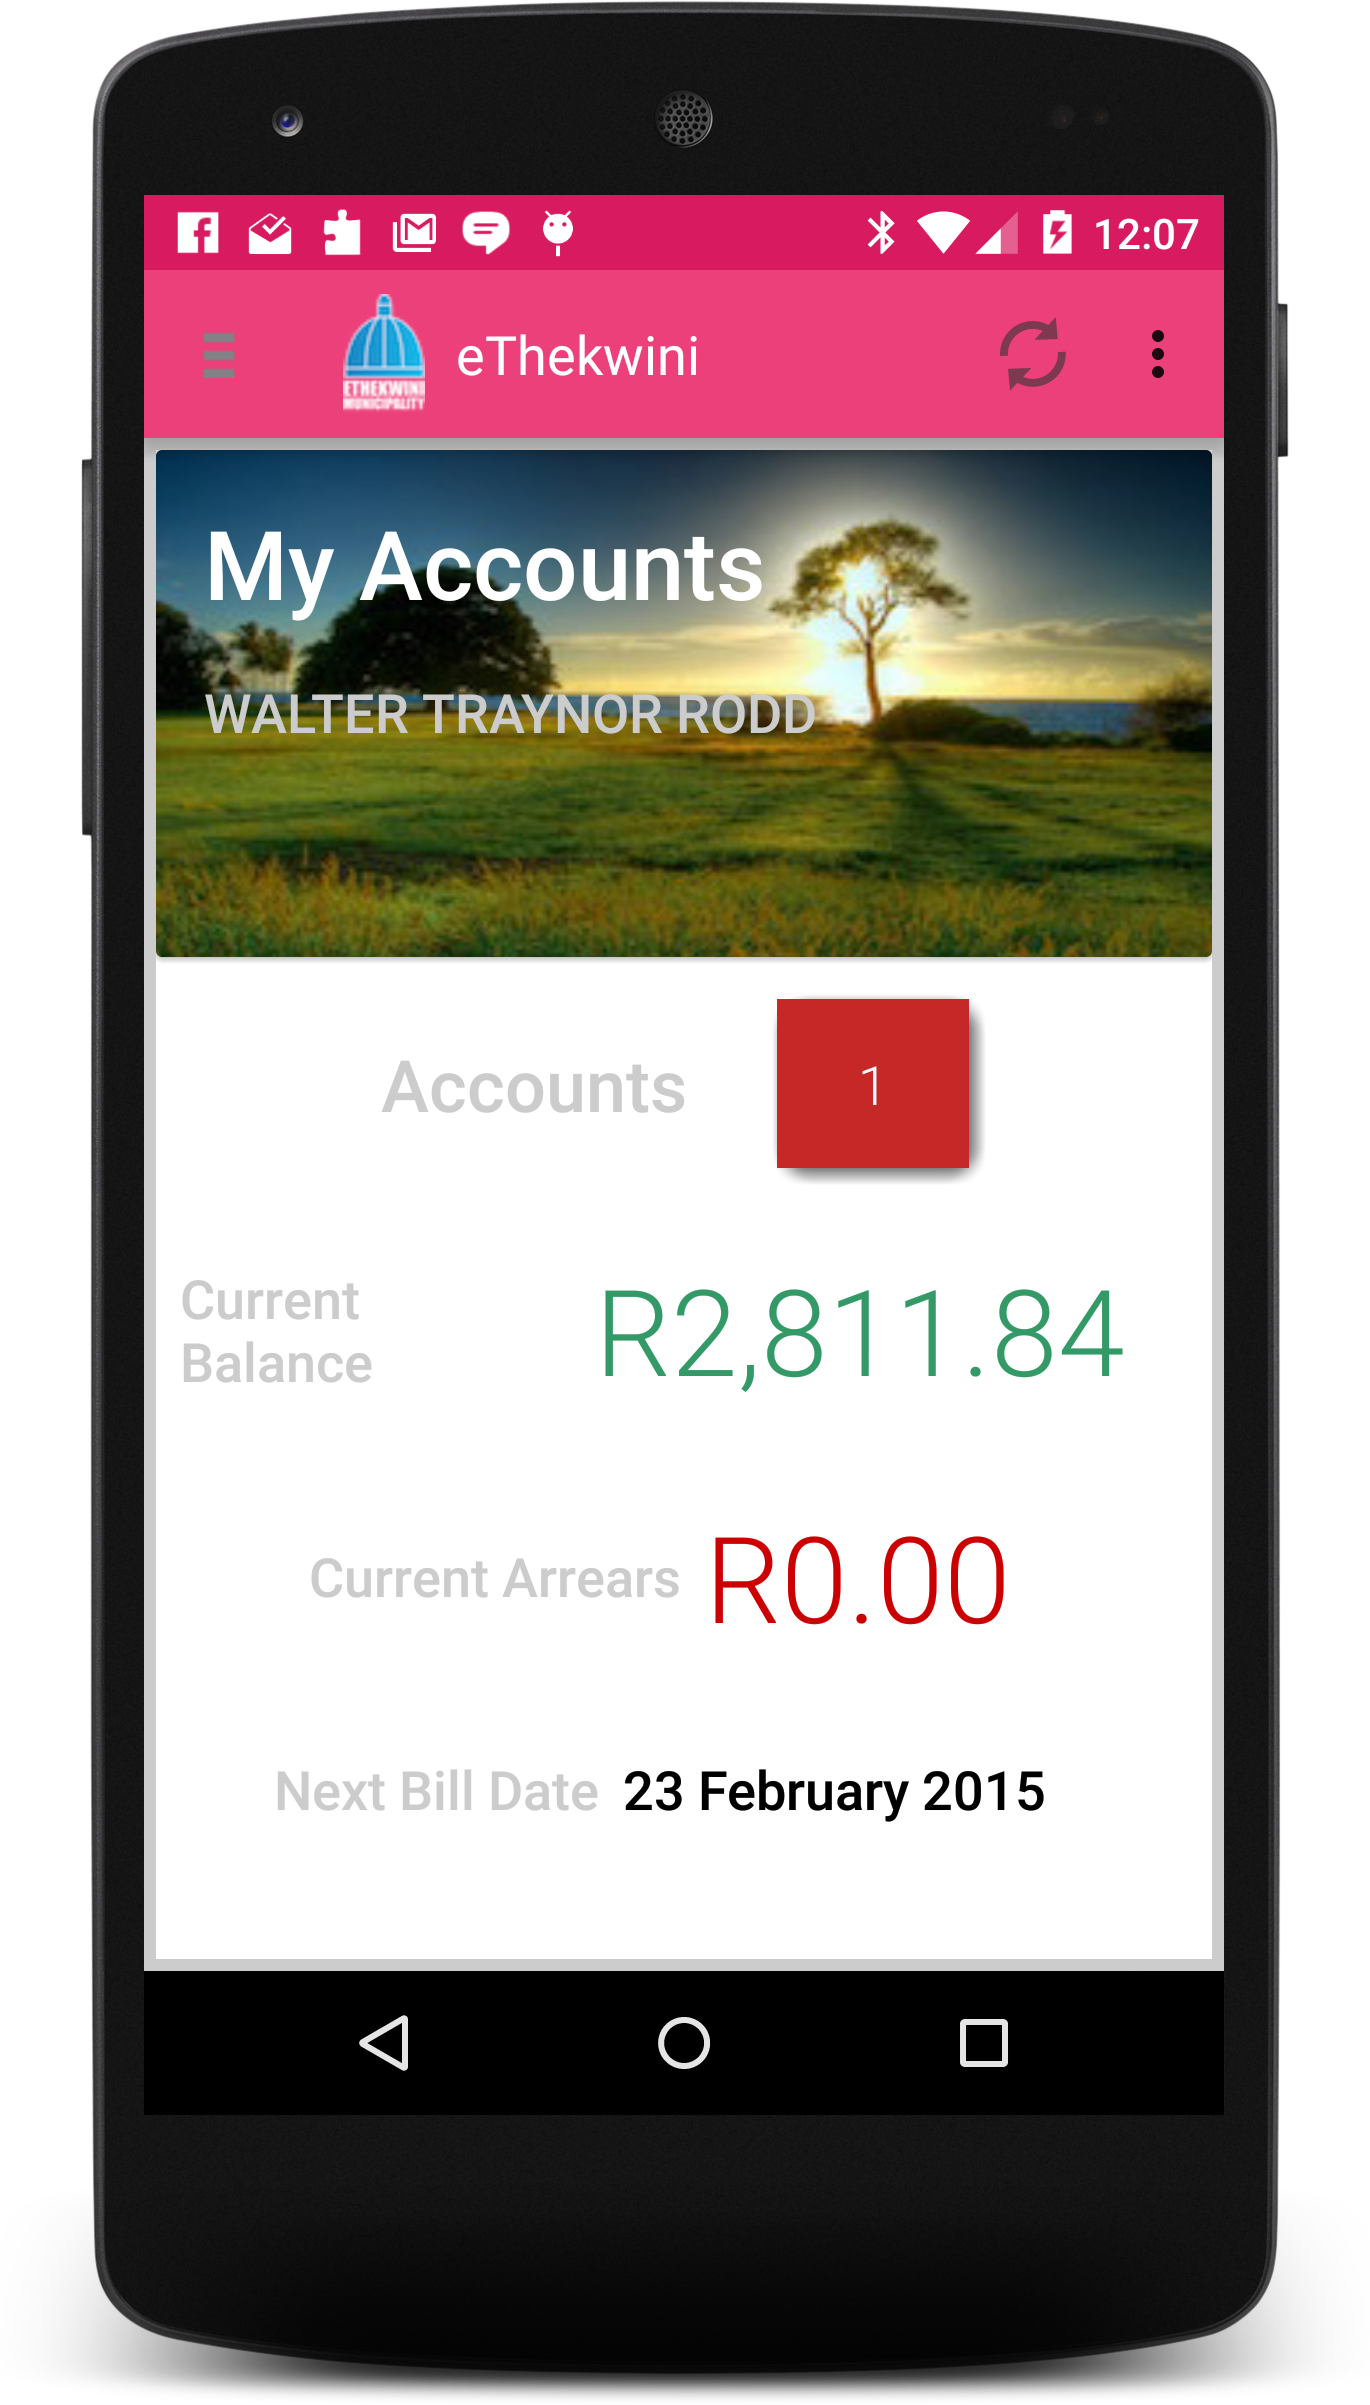 12:07
ETHEKWINI
MUNICIPALITY
eThekwini
My Accounts
WALTER TRAYNOR RODD
Accounts
1
Current
Balance
R2,811.84
Current Arrears R0.00
Next Bill Date 23 February 2015